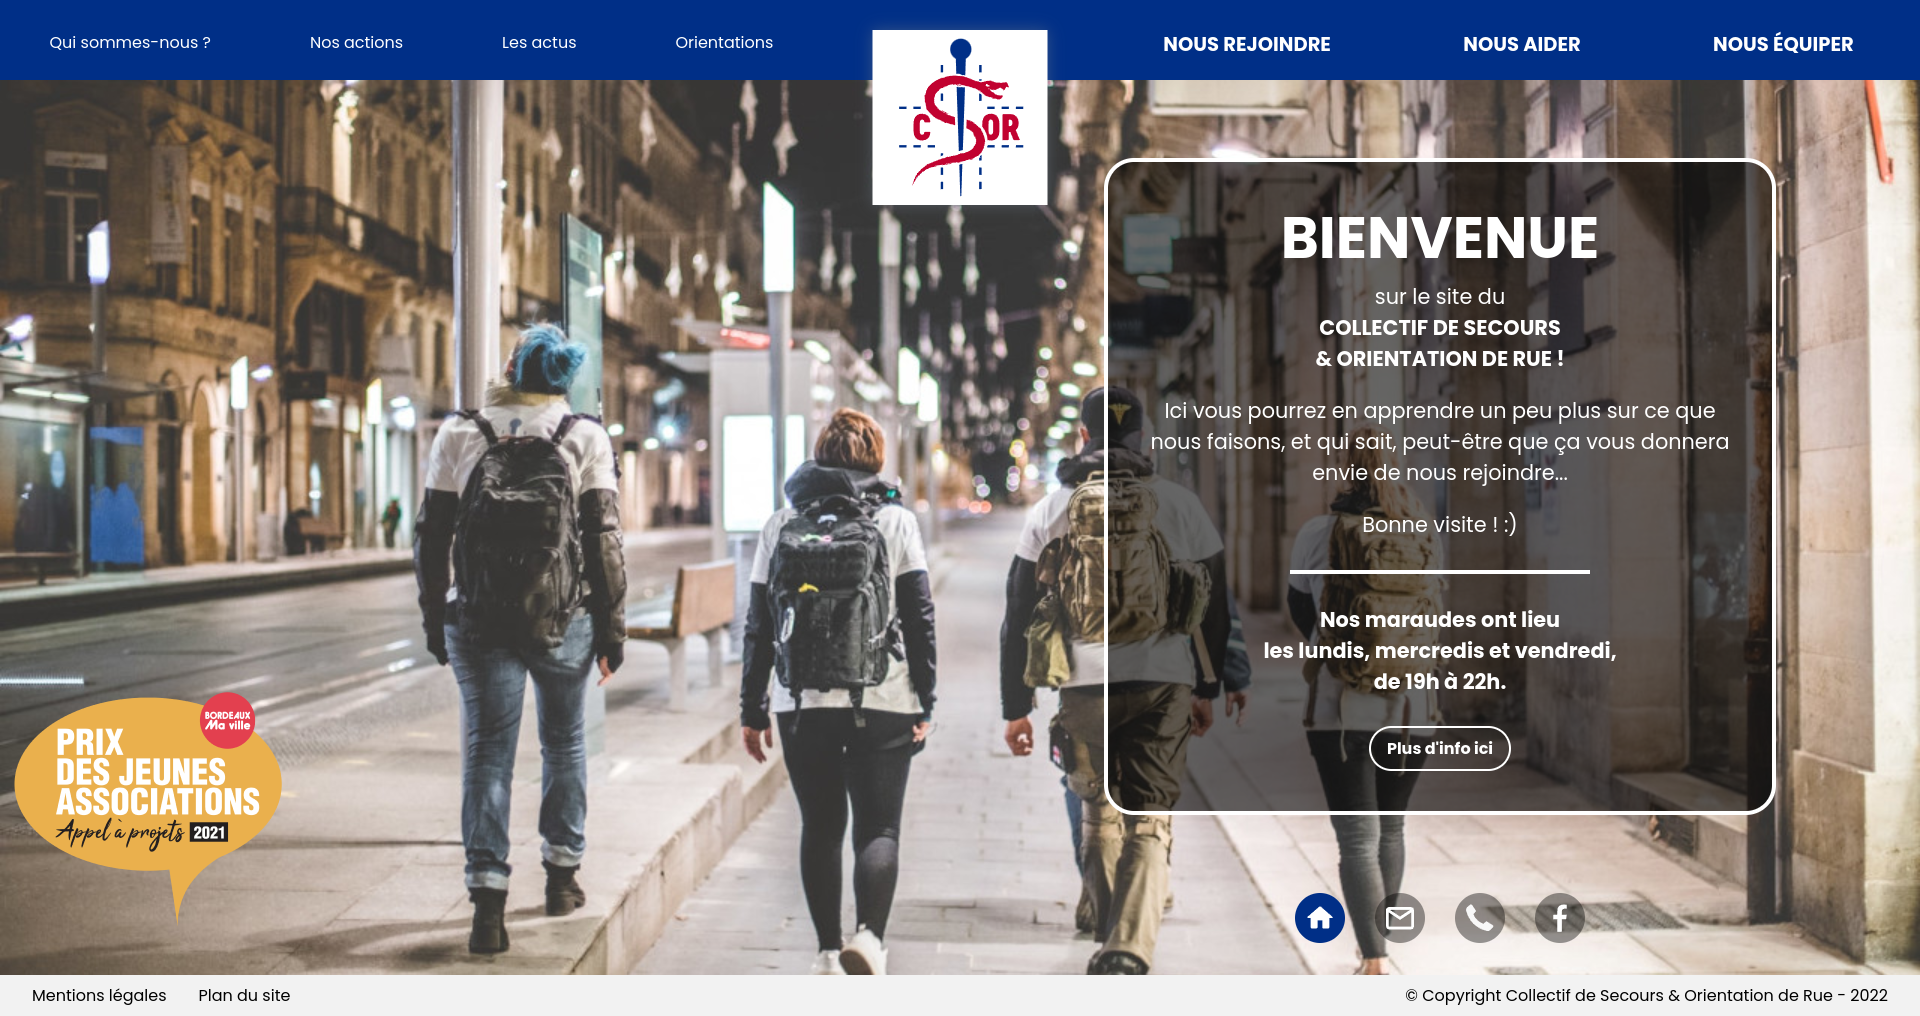 Qui sommes-nous ?
Nos actions
Les actus
Orientations
CSOR
NOUS REJOINDRE
NOUS AIDER
NOUS ÉQUIPER
BIENVENUE
sur le site du
COLLECTIF DE SECOURS
& ORIENTATION DE RUE !
Ici vous pourrez en apprendre un peu plus sur ce que
nous faisons, et qui sait, peut-être que ça vous donnera
envie de nous rejoindre...
Bonne visite ! :)
Nos maraudes ont lieu
les lundis, mercredis et vendredi,
de 19h à 22h.
Plus d'info ici
BORDEAUX
Ma ville
PRIX
DES JEUNES
ASSOCIATIONS
Appel à projets 2021
Mentions légales
Plan du site
© Copyright Collectif de Secours & Orientation de Rue - 2022